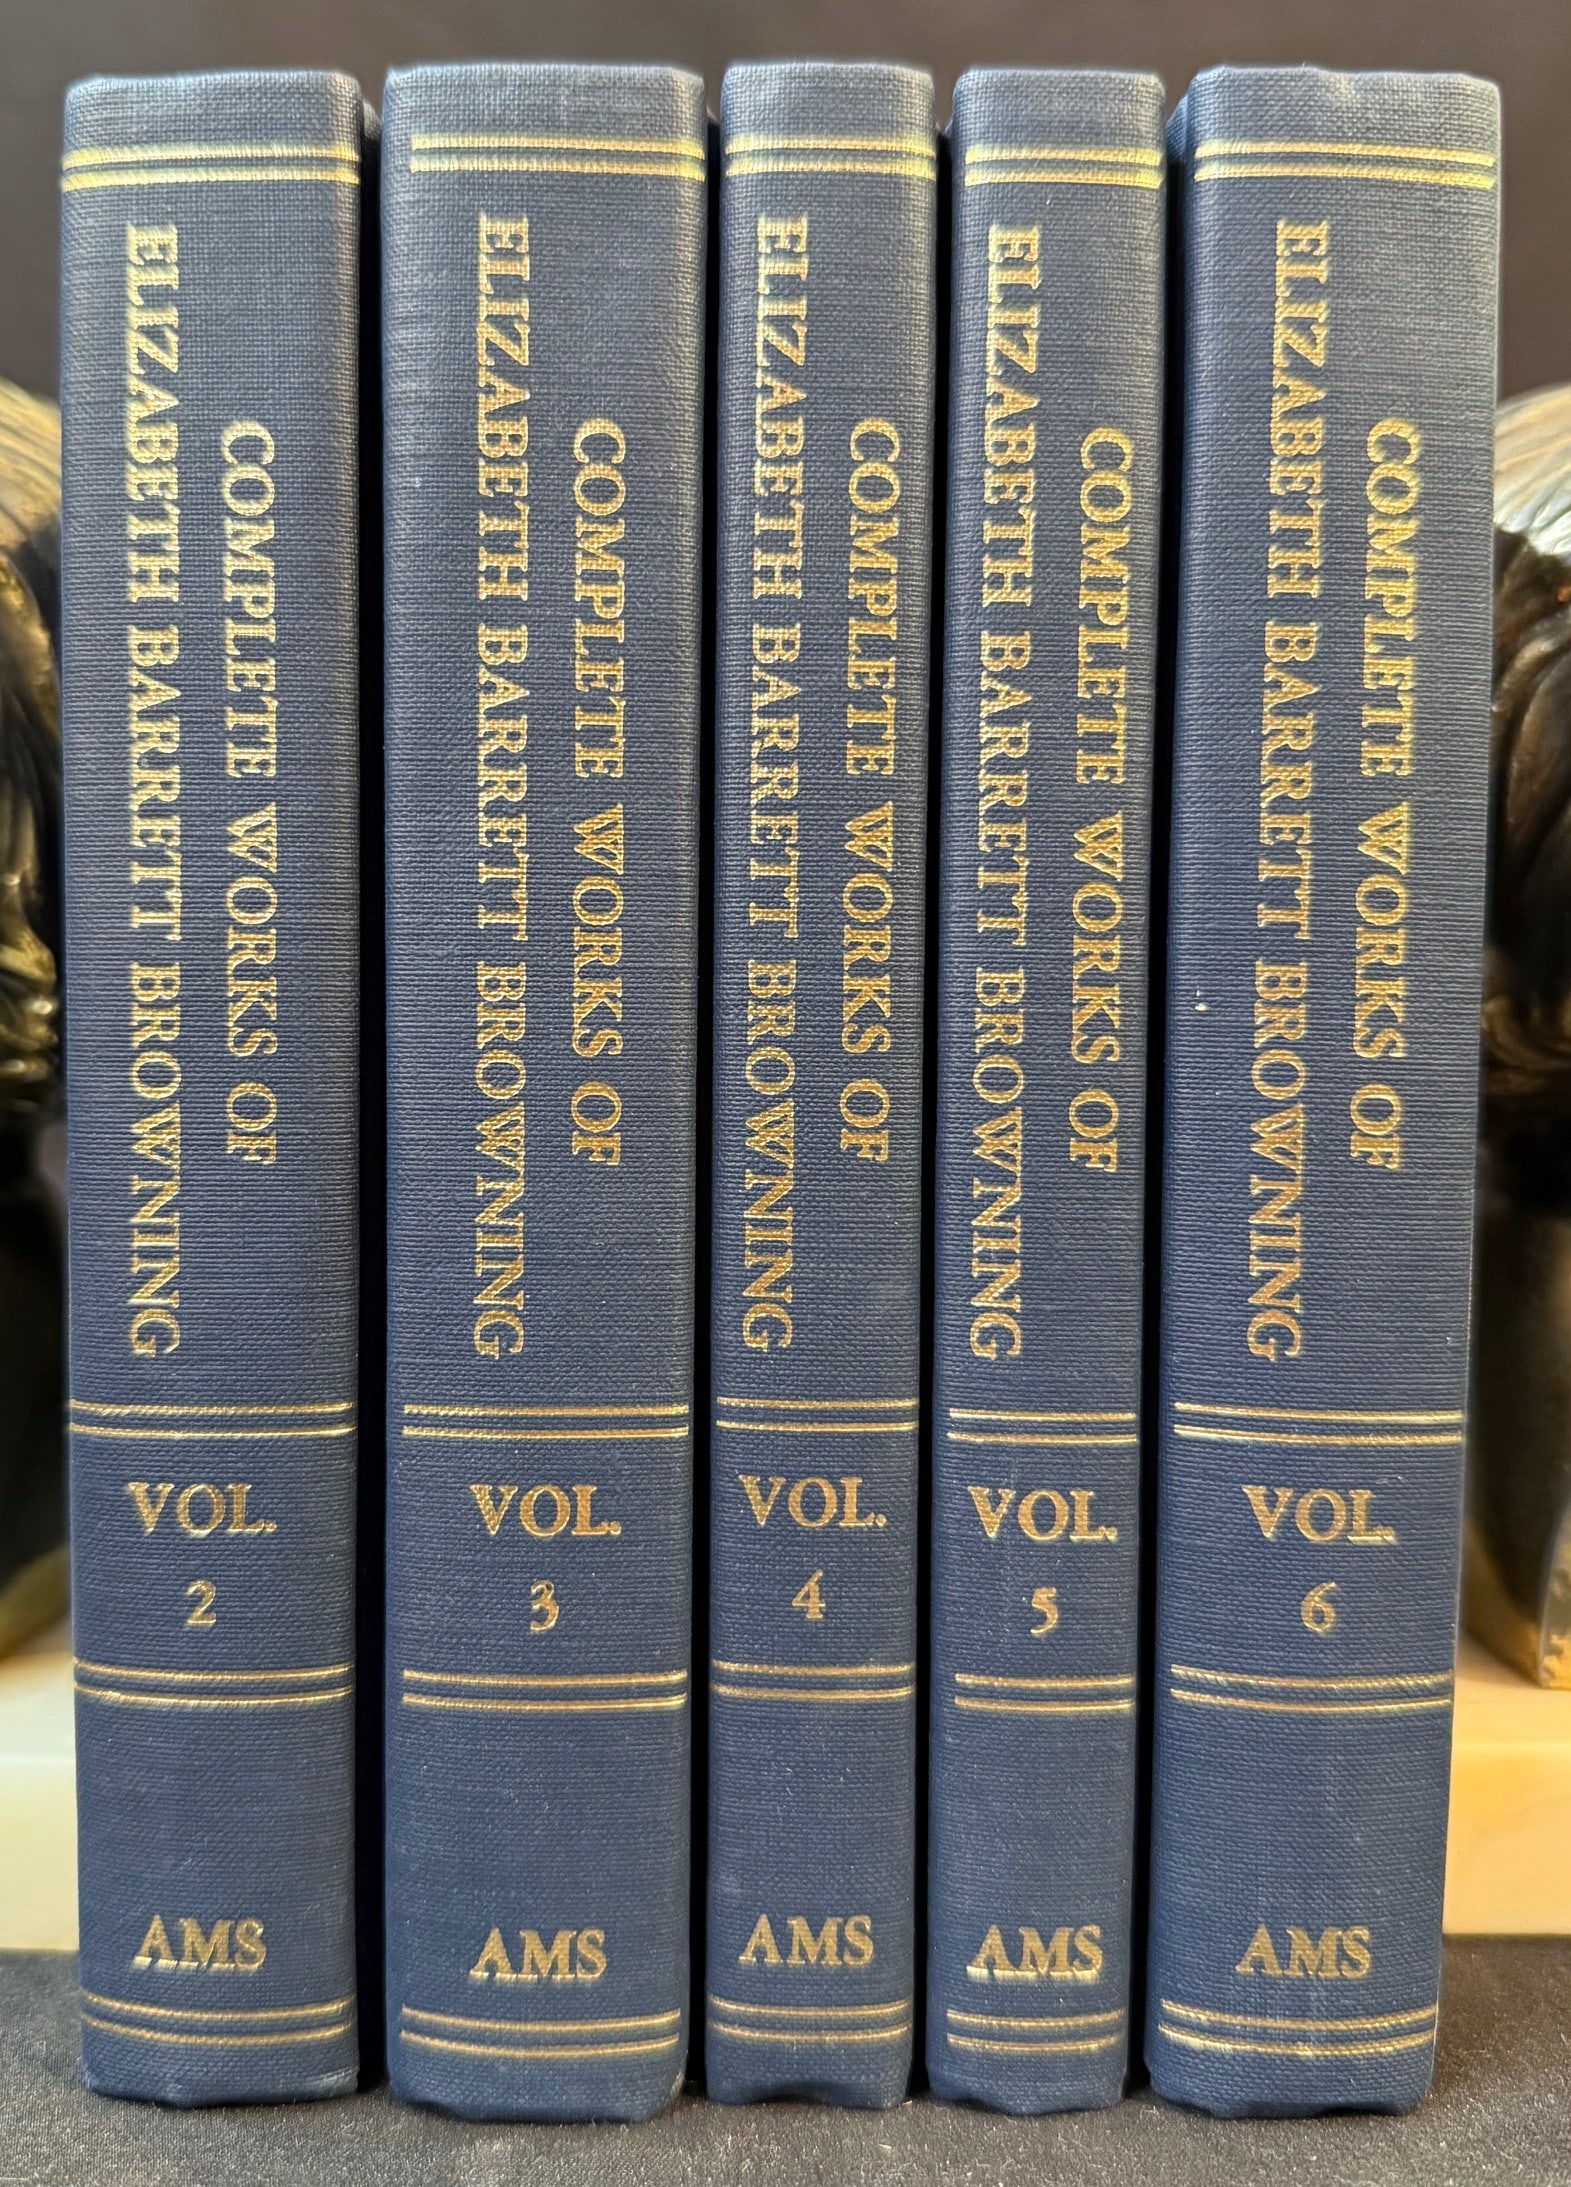 COMPLETE WORKS OF
ELIZABETH BARRETT BROWNING
VOL.
2
AMS
COMPLETE WORKS OF
ELIZABETH BARRETT BROWNING
VOL.
3
AMS
COMPLETE WORKS OF
ELIZABETH BARRETT BROWNING
VOL.
4
AMS
COMPLETE WORKS OF
ELIZABETH BARRETT BROWNING
VOL.
5
AMS
COMPLETE WORKS OF
ELIZABETH BARRETT BROWNING
VOL.
6
AMS